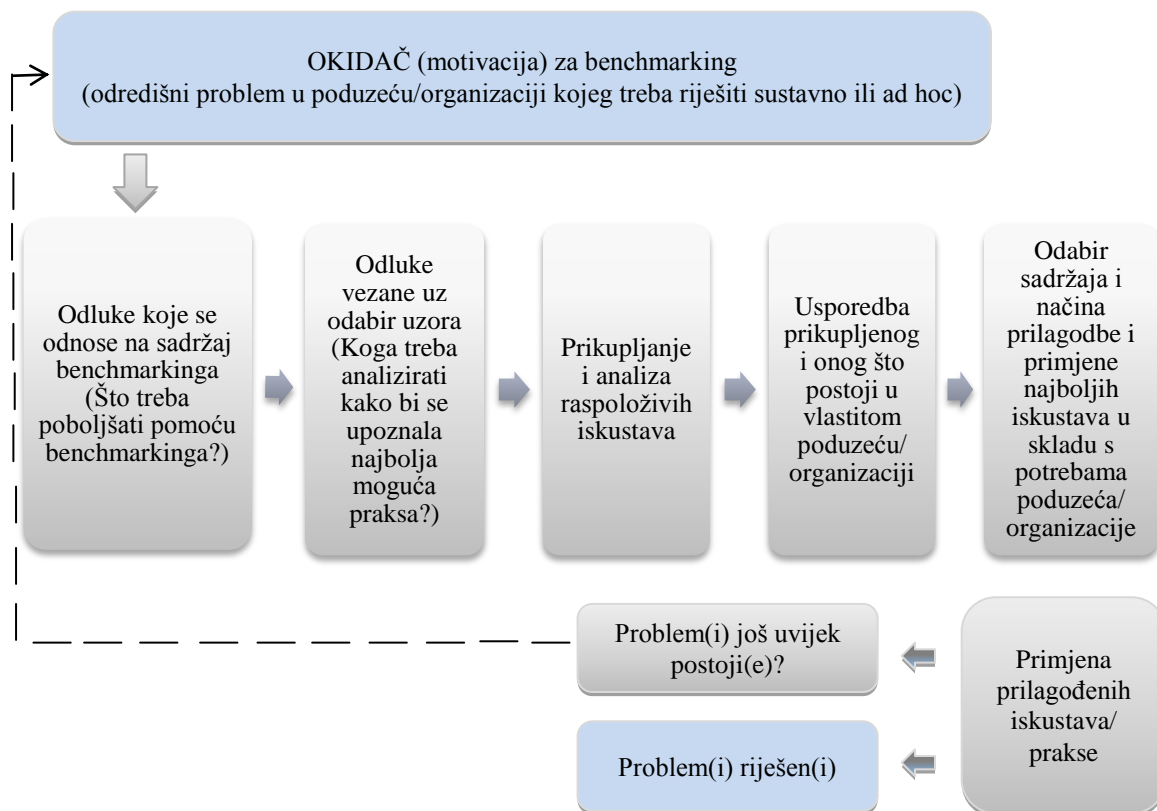 OKIDAČ (motivacija) za benchmarking
(odredišni problem u poduzeću/organizaciji kojeg treba riješiti sustavno ili ad hoc)
Odluke koje se
odnose na sadržaj
benchmarkinga
(Što treba
poboljšati pomoću
benchmarkinga?)
Odluke
vezane uz
odabir uzora
(Koga treba
analizirati
kako bi se
upoznala
najbolja
moguća
praksa?)
Prikupljanje
i analiza
raspoloživih
iskustava
Usporedba
prikupljenog
i onog što
postoji u
vlastitom
poduzeću/
organizaciji
Odabir
sadržaja i
načina
prilagodbe i
primjene
najboljih
iskustava u
skladu s
potrebama
poduzeća/
organizacije
Problem(i) još uvijek
postoji(e)?
Primjena
prilagođenih
iskustava/
prakse
Problem(i) riješen(i)